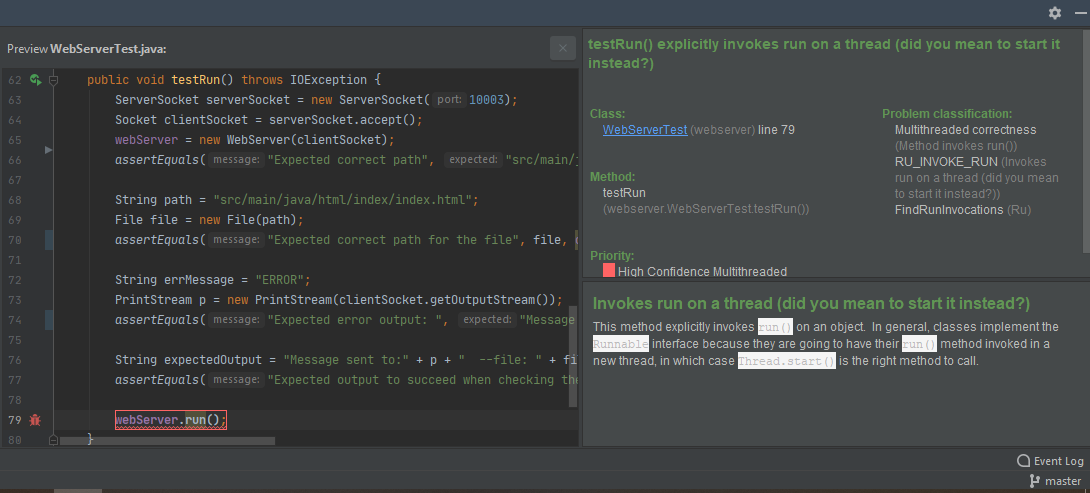 Preview WebServerTest.java:
62 public void testRun() throws IOException {
63 ServerSocket serverSocket = new ServerSocket( port: 10003);
64 Socket clientSocket = serverSocket.accept();
65 webServer = new WebServer(clientSocket);
66 assertEquals( message: "Expected correct path", expected: "src/main/j
67
68 String path = "src/main/java/html/index/index.html";
69 File file = new File(path);
70 assertEquals( message: "Expected correct path for the file", file,
71
72 String errMessage = "ERROR";
73 PrintStream p = new PrintStream(clientSocket.getOutputStream());
74 assertEquals( message: "Expected error output: ", expected: "Message
75
76 String expectedOutput = "Message sent to:" + p + " --file: " + fi
77 assertEquals( message: "Expected output to succeed when checking the
78
79 webServer.run();
80 }
testRun() explicitly invokes run on a thread (did you mean to start it
instead?)
Class:
WebServerTest (webserver) line 79
Method:
testRun
(webserver.WebServerTest.testRun())
Priority:
High Confidence Multithreaded
Problem classification:
Multithreaded correctness
(Method invokes run())
RU_INVOKE_RUN (Invokes
run on a thread (did you mean
to start it instead?))
FindRunInvocations (Ru)
Invokes run on a thread (did you mean to start it instead?)
This method explicitly invokes run() on an object. In general, classes implement the
Runnable interface because they are going to have their run() method invoked in a
new thread, in which case Thread.start() is the right method to call.
Event Log
master